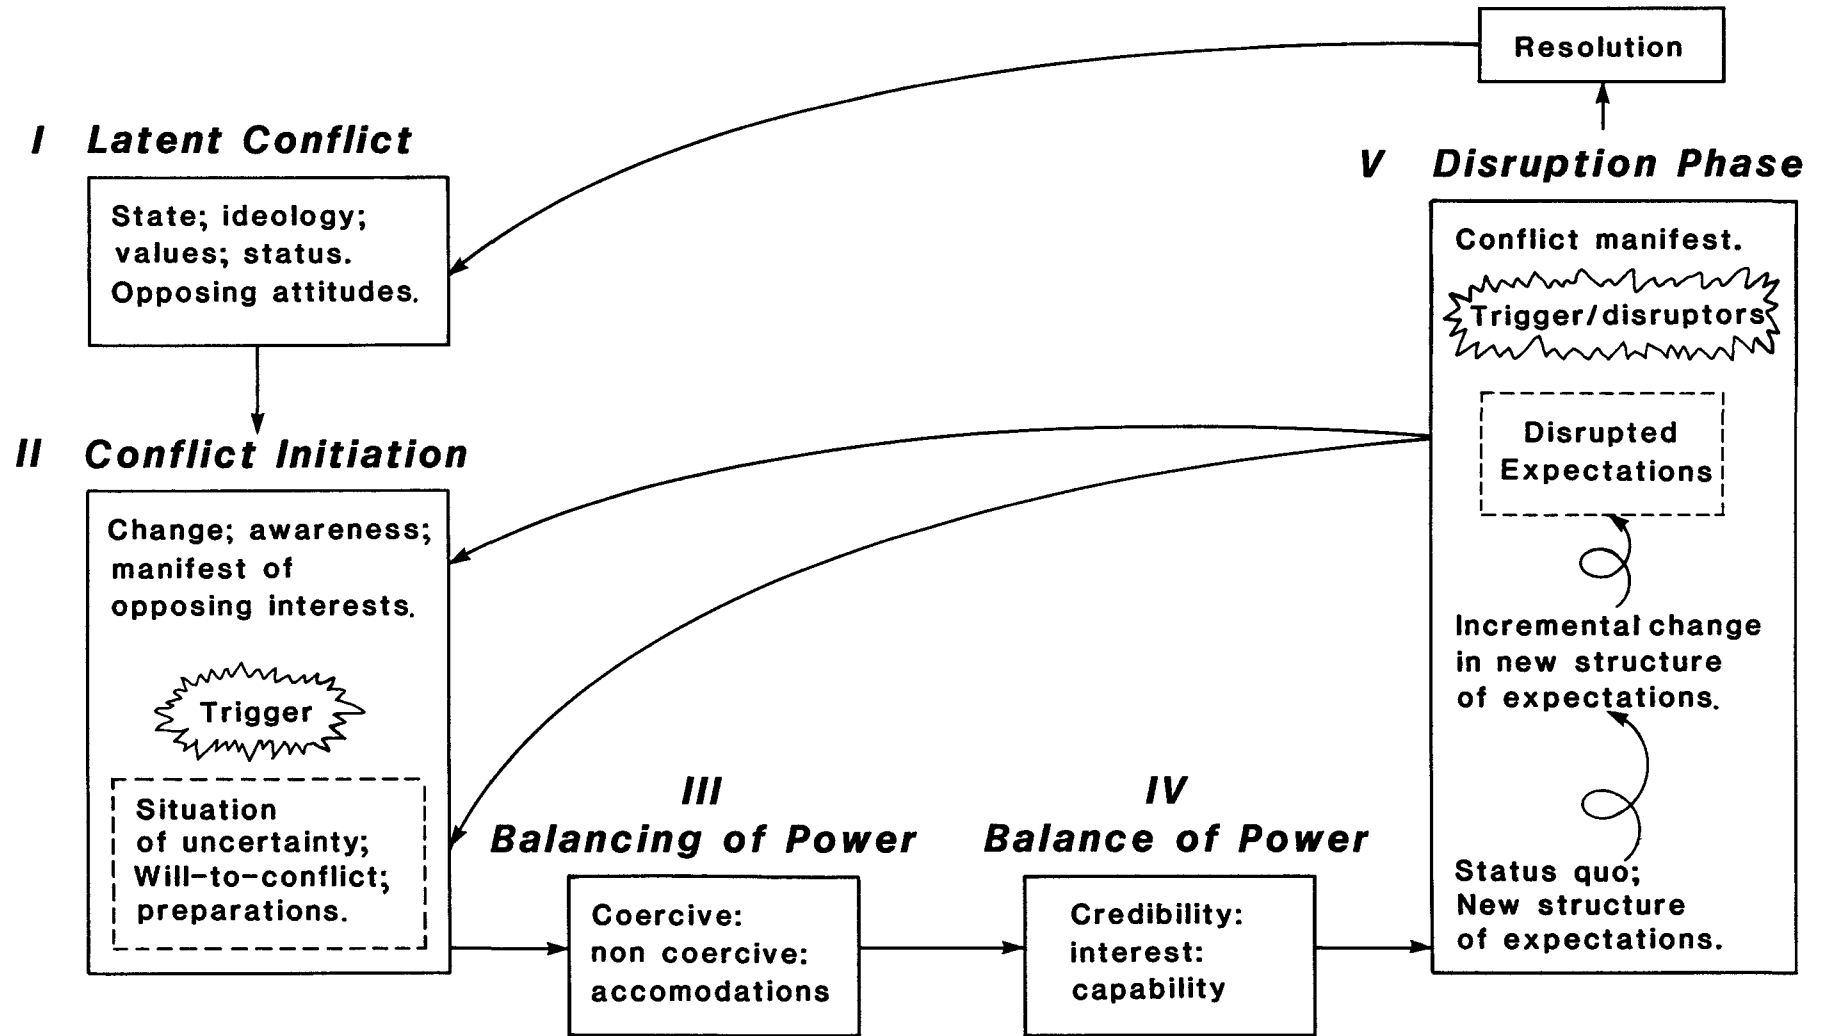 Resolution
I Latent Conflict
State; ideology;
values; status.
Opposing attitudes.
II Conflict Initiation
Change; awareness;
manifest of
opposing interests.
Trigger
Situation
of uncertainty;
Will-to-conflict;
preparations.
III
Balancing of Power
Coercive:
non coercive:
accomodations
IV
Balance of Power
Credibility:
interest:
capability
V Disruption Phase
Conflict manifest.
Trigger/disruptors
Disrupted
Expectations
Incremental change
in new structure
of expectations.
Status quo;
New structure
of expectations.